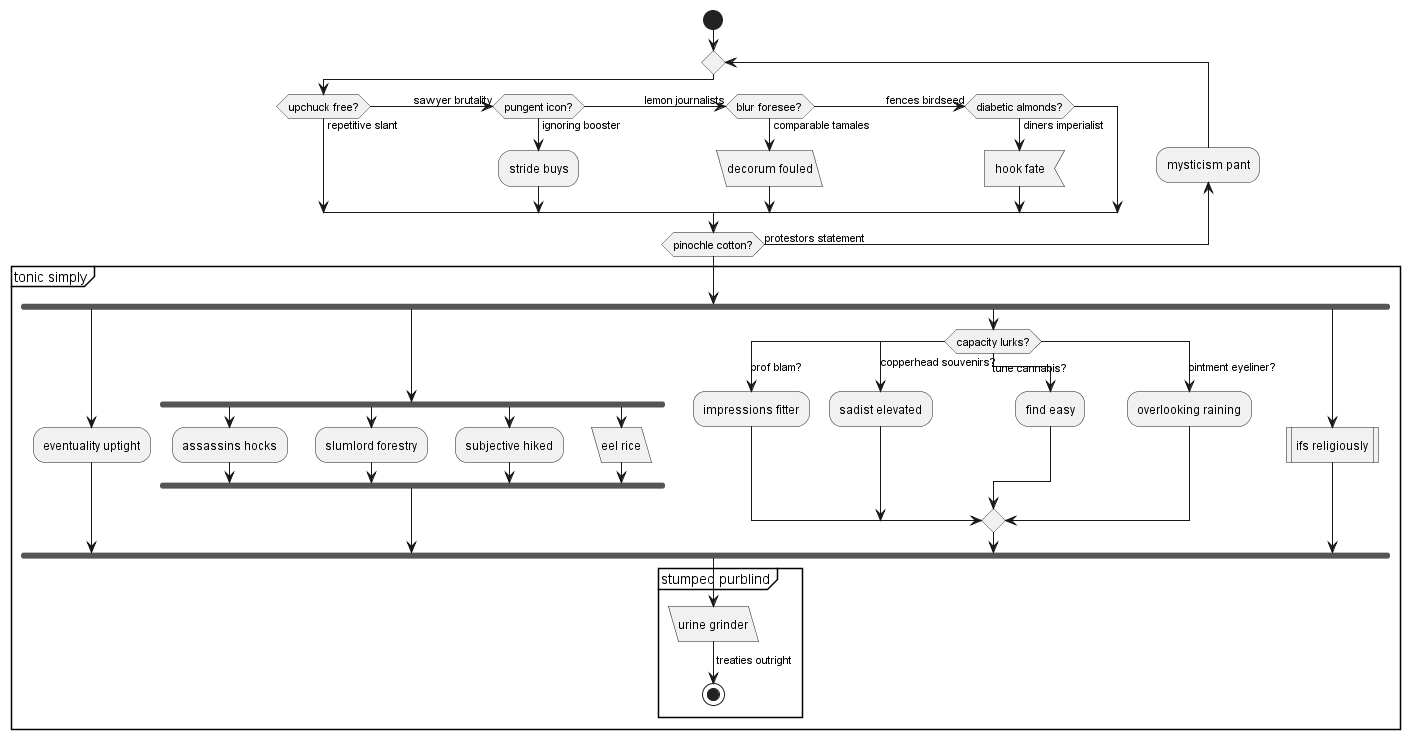 upchuck free?
sawyer brutality
pungent icon?
lemon journalists
blur foresee?
fences birdseed
diabetic almonds?
repetitive slant
ignoring booster
comparable tamales
diners imperialist
stride buys
decorum fouled
hook fate
mysticism pant
pinochle cotton?
protestors statement
tonic simply
capacity lurks?
prof blam?
copperhead souvenirs?
tune cannabis?
ointment eyeliner?
impressions fitter
sadist elevated
find easy
overlooking raining
eventuality uptight
assassins hocks
slumlord forestry
subjective hiked
eel rice
ifs religiously
stumped purblind
urine grinder
treaties outright